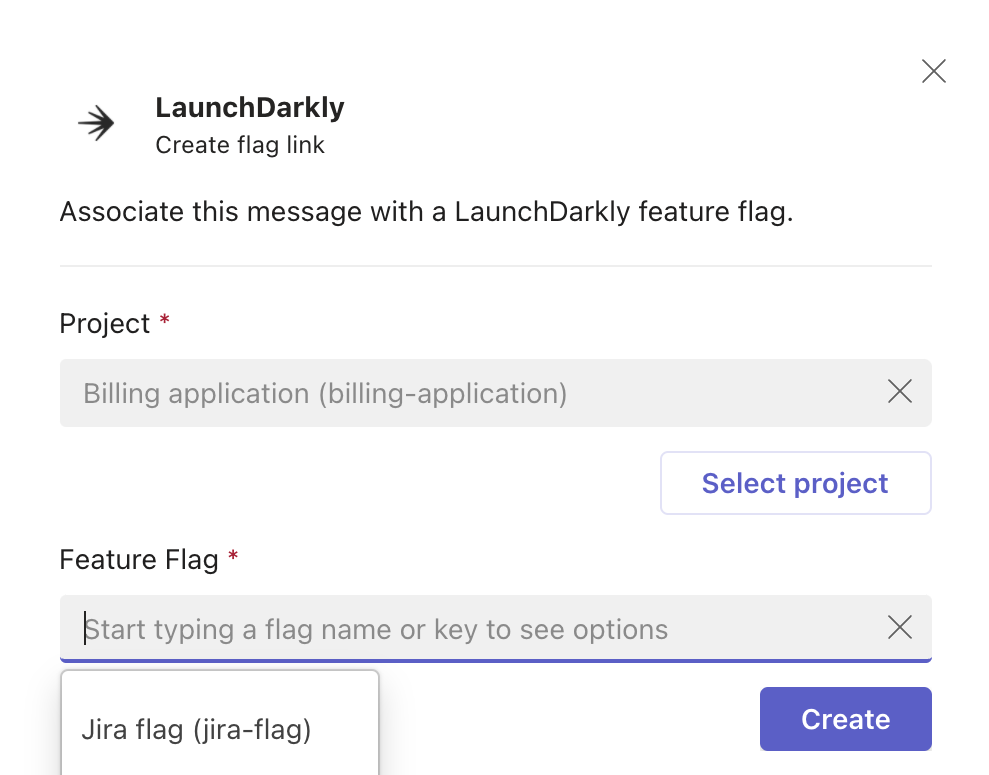 LaunchDarkly
Create flag link
Associate this message with a LaunchDarkly feature flag.
Project *
Billing application (billing-application)
Select project
Feature Flag *
Start typing a flag name or key to see options
Jira flag (jira-flag)
Create